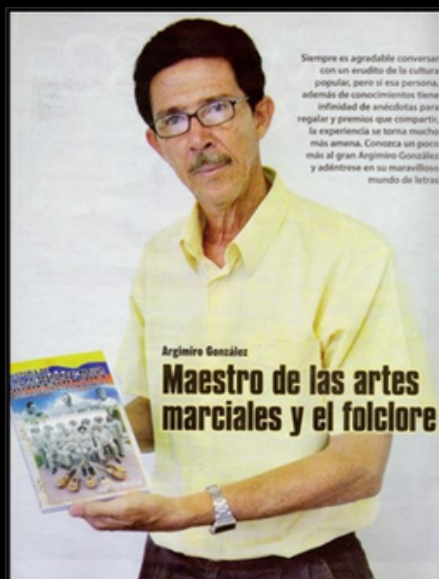 Siempre es agradable conversar
con un erudito de la cultura
popular, pero si esa persona,
además de conocimientos tiene
infinidad de anécdotas para
regalar y premios que compartir,
la experiencia se torna mucho
más amena. Conozca un poco
más al gran Argimiro González
y adéntrese en su maravilloso
mundo de letras
Argimiro González
Maestro de las artes
marciales y el folclore